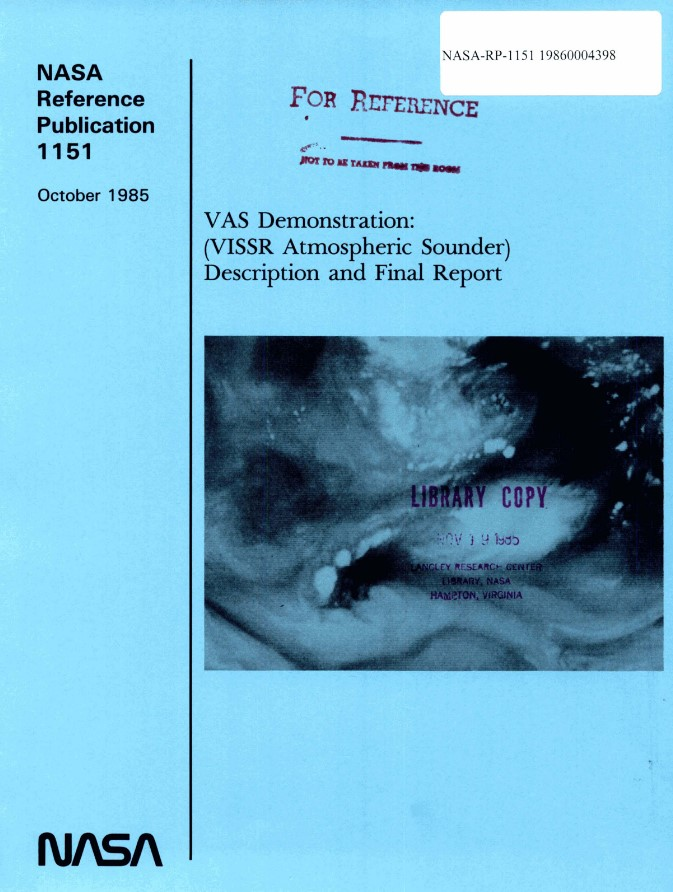 NASA-RP-1151 19860004398
NASA
Reference
Publication
1151
October 1985
FOR REFERENCE
NOT TO BE TAKEN FROM THIS ROOM
VAS Demonstration:
(VISSR Atmospheric Sounder)
Description and Final Report
LIBRARY COPY
NOV 19 1985
LANGLEY RESEARCH CENTER
LIBRARY, NASA
HAMPTON, VIRGINIA
NASA